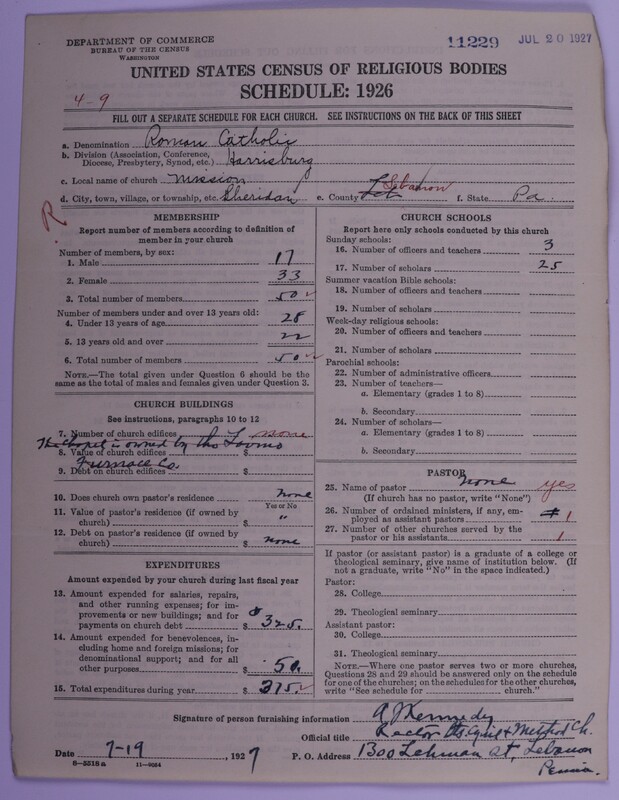 DEPARTMENT OF COMMERCE
BUREAU OF THE CENSUS
WASHINGTON
11229
JUL 20 1927
UNITED STATES CENSUS OF RELIGIOUS BODIES
SCHEDULE: 1926
4-9
FILL OUT A SEPARATE SCHEDULE FOR EACH CHURCH. SEE INSTRUCTIONS ON THE BACK OF THIS SHEET
a. Denomination Roman Catholic
b. Division (Association, Conference, Diocese, Presbytery, Synod, etc.) Harrisburg
c. Local name of church Mission
d. City, town, village, or township, etc. Sheridan e. County Leb Lebanon f. State Pa.
R
MEMBERSHIP
Report number of members according to definition of member in your church
Number of members, by sex:
1. Male 17
2. Female 33
3. Total number of members 50
Number of members under and over 13 years old:
4. Under 13 years of age 28
5. 13 years old and over 22
6. Total number of members 50
NOTE.—The total given under Question 6 should be the same as the total of males and females given under Question 3.
CHURCH BUILDINGS
See instructions, paragraphs 10 to 12
7. Number of church edifices none
The Chapel is owned by the
8. Value of church edifices $
Furnace Co.
9. Debt on church edifices $
10. Does church own pastor's residence none
Yes or No
11. Value of pastor's residence (if owned by church) $ "
12. Debt on pastor's residence (if owned by church) $ none
EXPENDITURES
Amount expended by your church during last fiscal year
13. Amount expended for salaries, repairs, and other running expenses; for improvements or new buildings; and for payments on church debt $ $325.
14. Amount expended for benevolences, including home and foreign missions; for denominational support; and for all other purposes $ 50.
15. Total expenditures during year $ 375.
CHURCH SCHOOLS
Report here only schools conducted by this church
Sunday schools:
16. Number of officers and teachers 3
17. Number of scholars 25
Summer vacation Bible schools:
18. Number of officers and teachers
19. Number of scholars
Week-day religious schools:
20. Number of officers and teachers
21. Number of scholars
Parochial schools:
22. Number of administrative officers
23. Number of teachers—
a. Elementary (grades 1 to 8)
b. Secondary
24. Number of scholars—
a. Elementary (grades 1 to 8)
b. Secondary
PASTOR
25. Name of pastor none yes
(If church has no pastor, write "None")
26. Number of ordained ministers, if any, employed as assistant pastors 1
27. Number of other churches served by the pastor or his assistants 1
If pastor (or assistant pastor) is a graduate of a college or theological seminary, give name of institution below. (If not a graduate, write "No" in the space indicated.)
Pastor:
28. College
29. Theological seminary
Assistant pastor:
30. College
31. Theological seminary
NOTE.—Where one pastor serves two or more churches, Questions 28 and 29 should be answered only on the schedule for one of the churches; on the schedules for the other churches, write "See schedule for church."
Signature of person furnishing information A J Kennedy
Official title Rector Sts Cyril & Method Ch.
Date 7-19 , 1927 P. O. Address 1300 Lehman St, Lebanon
Penna.
8-5518a 11-9054